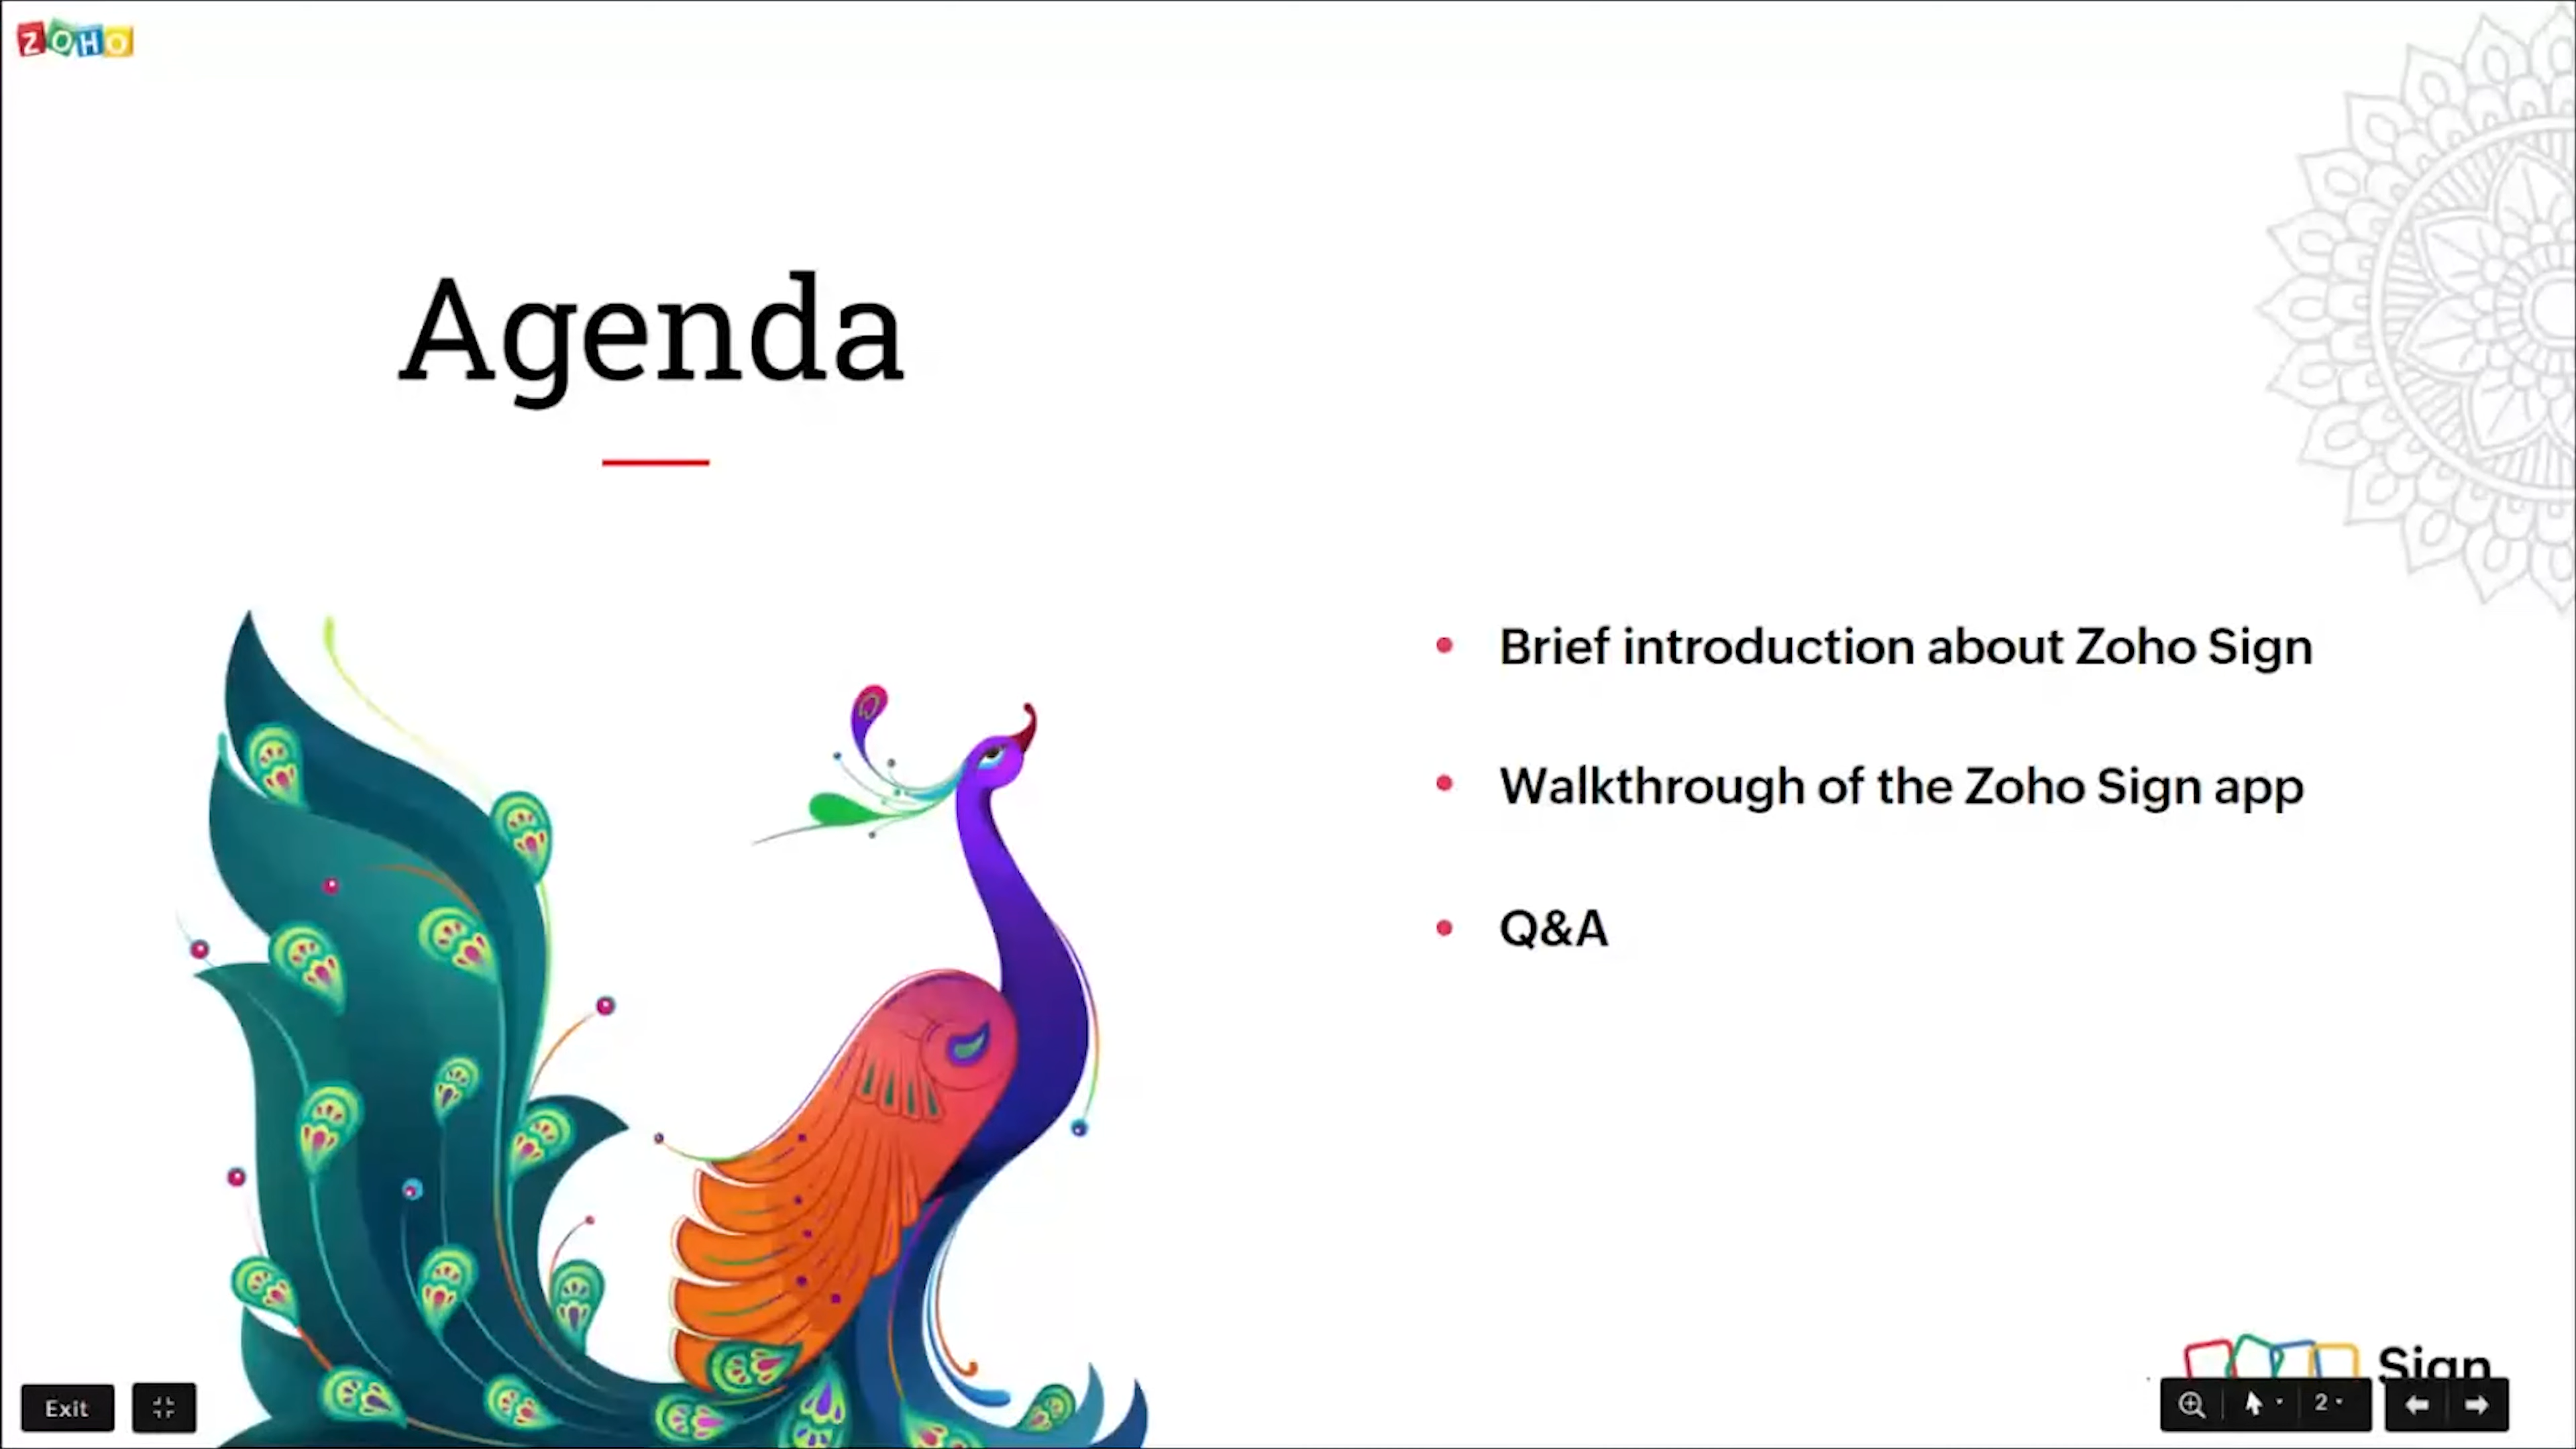 ZOHO
Agenda
Brief introduction about Zoho Sign
Walkthrough of the Zoho Sign app
Q&A
Sign
Exit
2